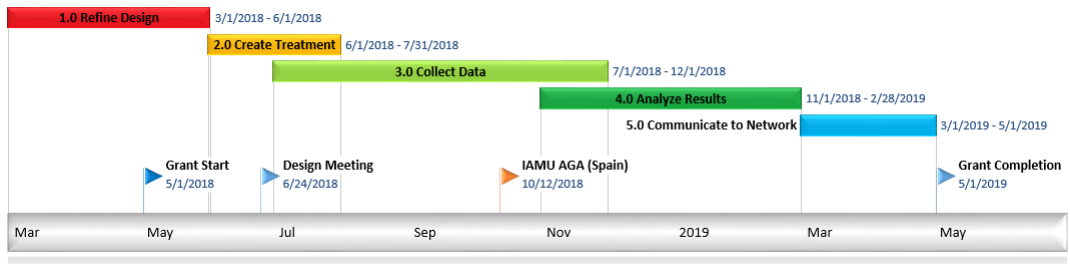 1.0 Refine Design 3/1/2018 - 6/1/2018
2.0 Create Treatment 6/1/2018 - 7/31/2018
3.0 Collect Data 7/1/2018 - 12/1/2018
4.0 Analyze Results 11/1/2018 - 2/28/2019
5.0 Communicate to Network 3/1/2019 - 5/1/2019
Grant Start
5/1/2018
Design Meeting
6/24/2018
IAMU AGA (Spain)
10/12/2018
Grant Completion
5/1/2019
Mar May Jul Sep Nov 2019 Mar May